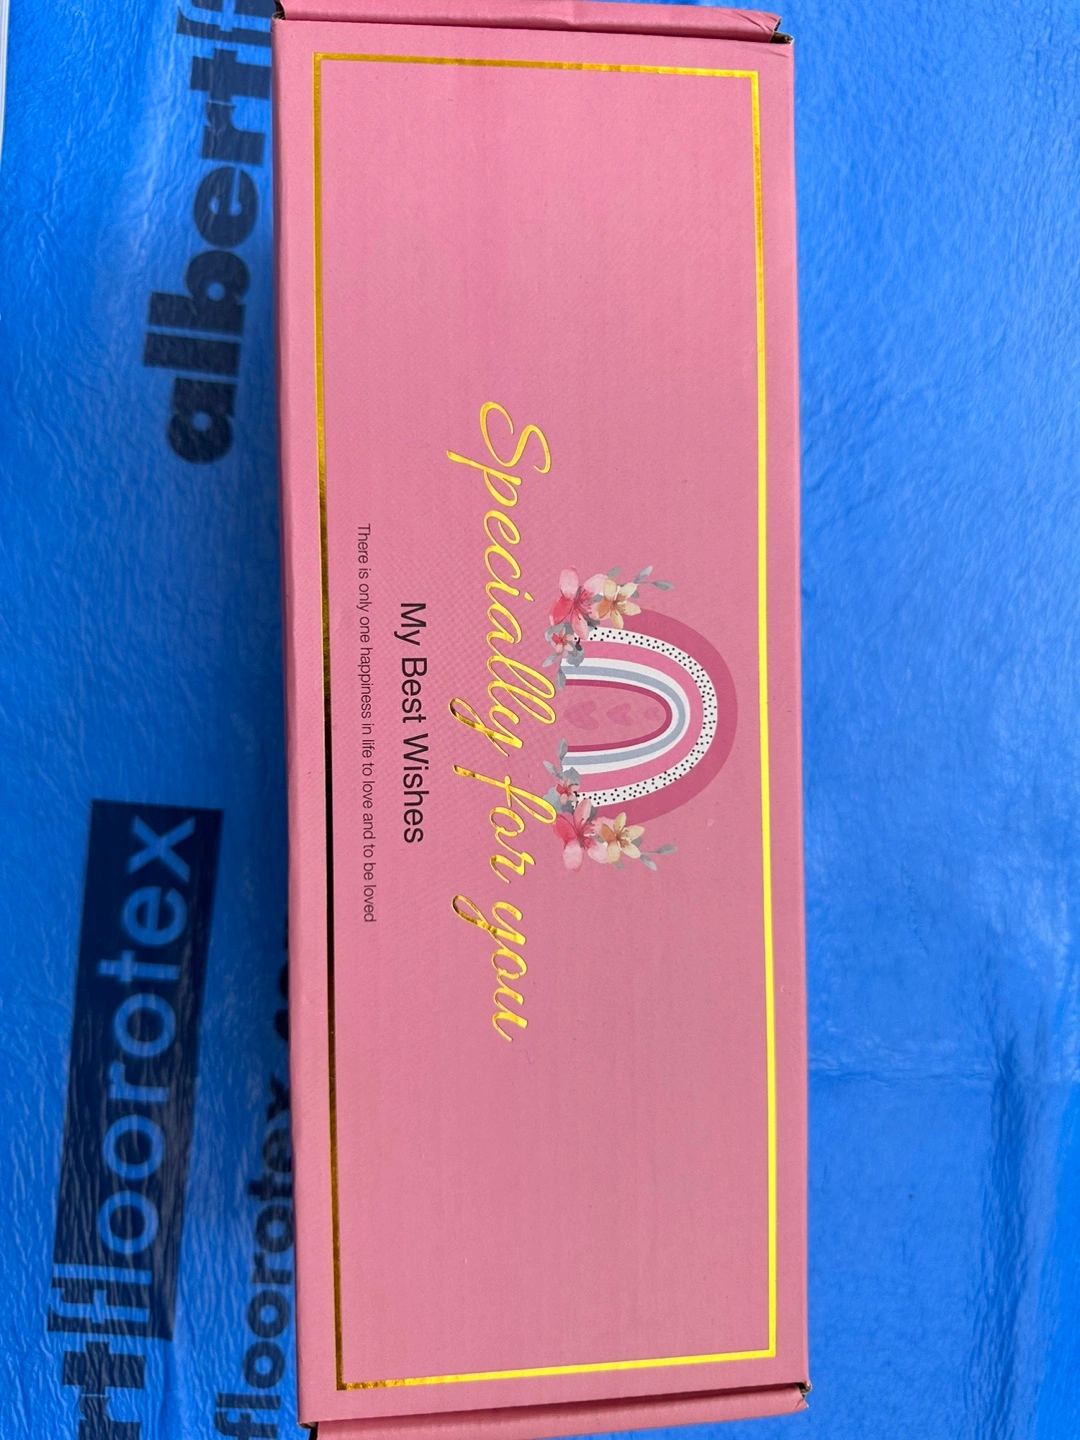 Specially for you
My Best Wishes
There is only one happiness in life to love and to be loved
albert
floorotex
floorotex